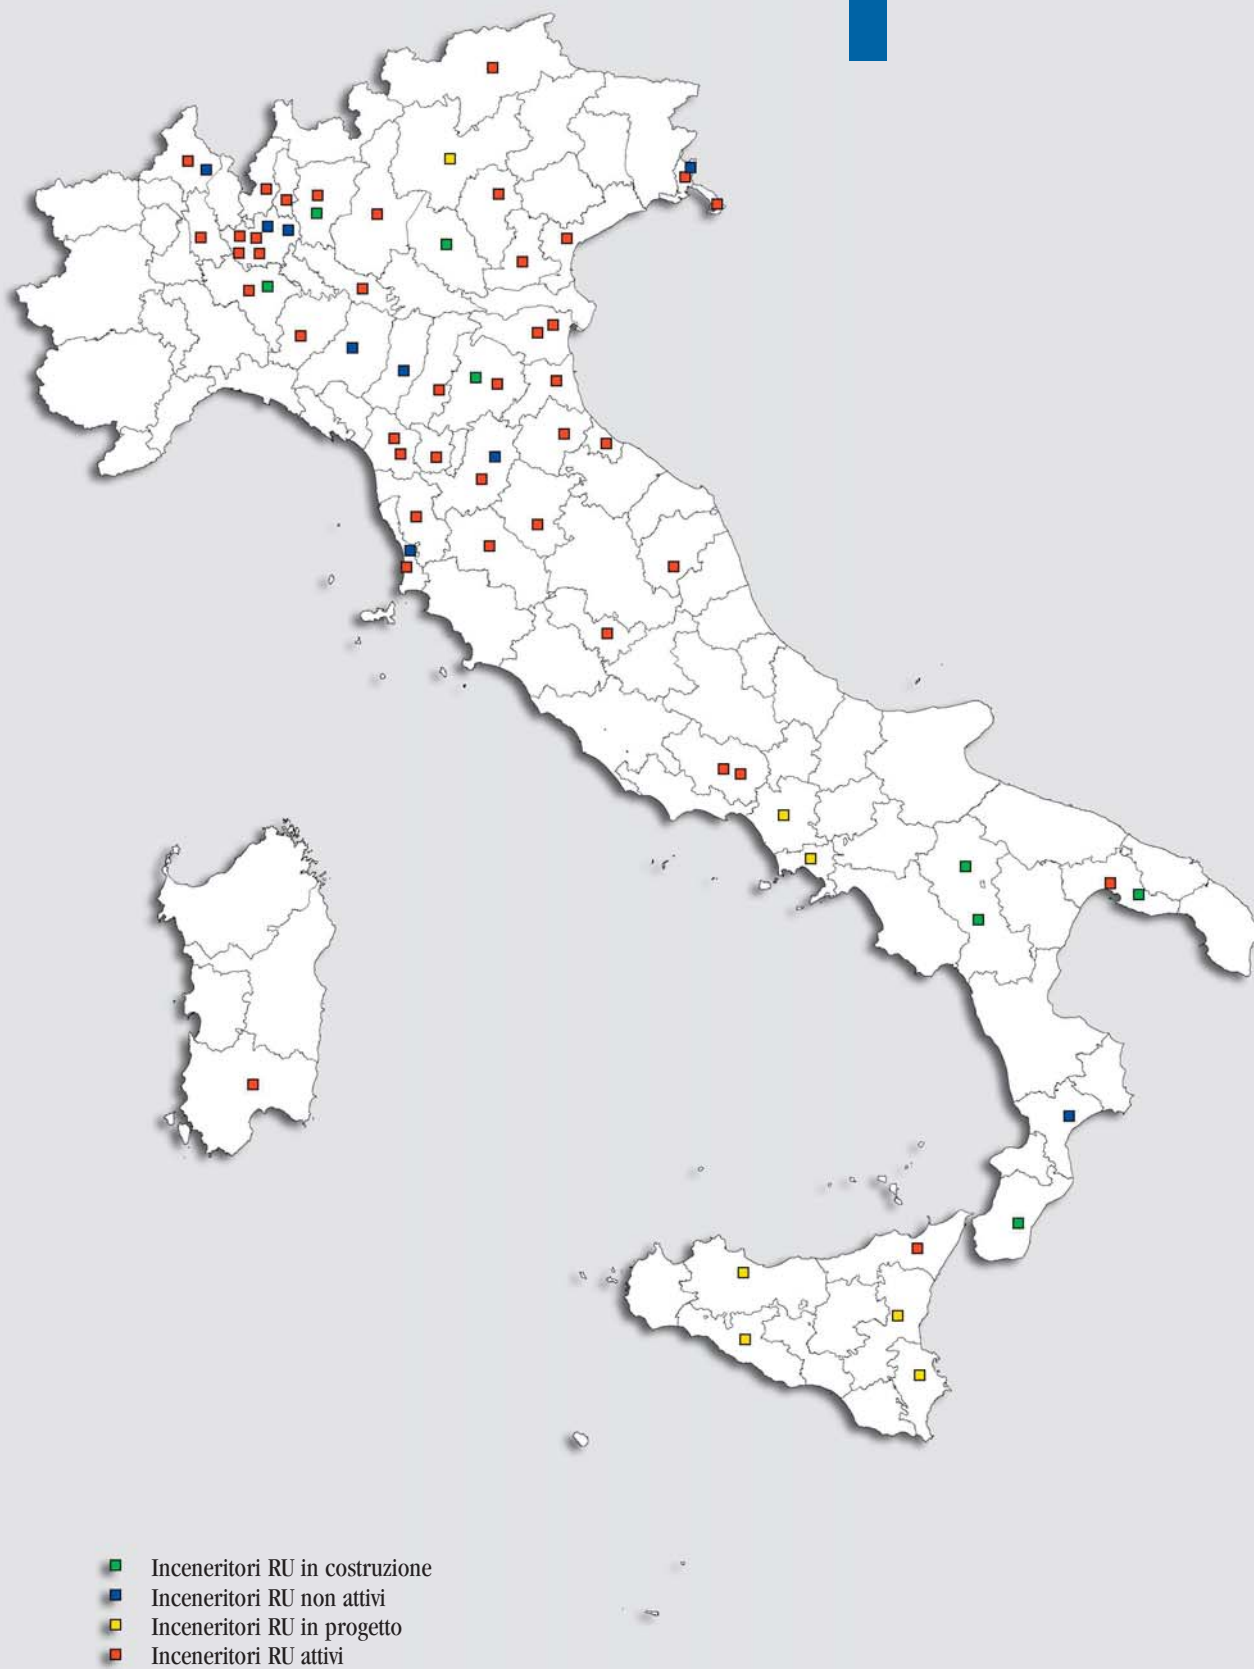 Inceneritori RU in costruzione
Inceneritori RU non attivi
Inceneritori RU in progetto
Inceneritori RU attivi